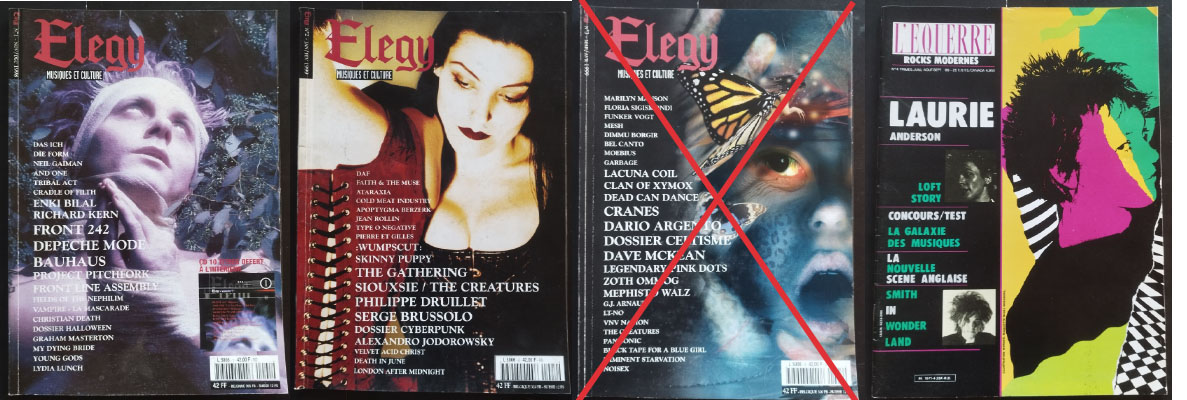 Elegy
MUSIQUES ET CULTURE
DAS ICH
DIE FORM
NEIL GAIMAN
AND ONE
TRIBAL ACT
CRADLE OF FILTH
ENKI BILAL
RICHARD KERN
FRONT 242
DEPECHE MODE
BAUHAUS
PROJECT PITCHFORK
FRONT LINE ASSEMBLY
FIELDS OF THE NEPHILIM
VAMPIRE : LA MASCARADE
CHRISTIAN DEATH
DOSSIER HALLOWEEN
GRAHAM MASTERTON
MY DYING BRIDE
YOUNG GODS
LYDIA LUNCH
OFFERT
À L'INTÉRIEUR
42 FF
Elegy
MUSIQUES ET CULTURE
DAF
FAITH & THE MUSE
ATARAXIA
COLD MEAT INDUSTRY
APOPTYGMA BERZERK
JEAN ROLLIN
TYPE O NEGATIVE
PIERRE ET GILLES
:WUMPSCUT:
SKINNY PUPPY
THE GATHERING
SIOUXSIE / THE CREATURES
PHILIPPE DRUILLET
SERGE BRUSSOLO
DOSSIER CYBERPUNK
ALEXANDRO JODOROWSKY
VELVET ACID CHRIST
DEATH IN JUNE
LONDON AFTER MIDNIGHT
42 FF
Elegy
MUSIQUES ET CULTURE
MARILYN MANSON
FLORIA SIGISMONDI
FUNKER VOGT
MESH
DIMMU BORGIR
BEL CANTO
MOEBIUS
GARBAGE
LACUNA COIL
CLAN OF XYMOX
DEAD CAN DANCE
CRANES
DARIO ARGENTO
DOSSIER CELTISME
DAVE MCKEAN
LEGENDARY PINK DOTS
ZOTH OMMOG
MEPHISTO WALZ
G.J. ARNAUD
LT-NO
VNV NATION
THE CREATURES
PANSONIC
BLACK TAPE FOR A BLUE GIRL
IMMINENT STARVATION
NOISEX
42 FF
L'EQUERRE
ROCKS MODERNES
LAURIE
ANDERSON
LOFT
STORY
CONCOURS/TEST
LA GALAXIE
DES MUSIQUES
LA
NOUVELLE
SCENE ANGLAISE
SMITH
IN
WONDER
LAND